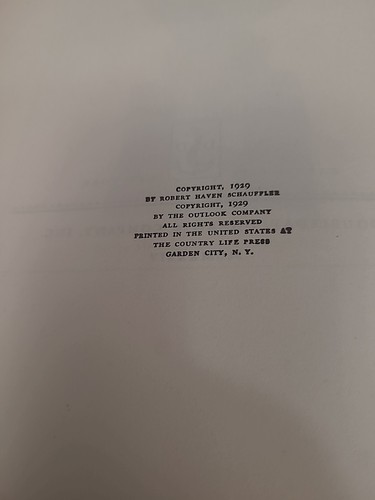 COPYRIGHT, 1929
BY ROBERT HAVEN SCHAUFFLER
COPYRIGHT, 1929
BY THE OUTLOOK COMPANY
ALL RIGHTS RESERVED
PRINTED IN THE UNITED STATES AT
THE COUNTRY LIFE PRESS
GARDEN CITY, N. Y.